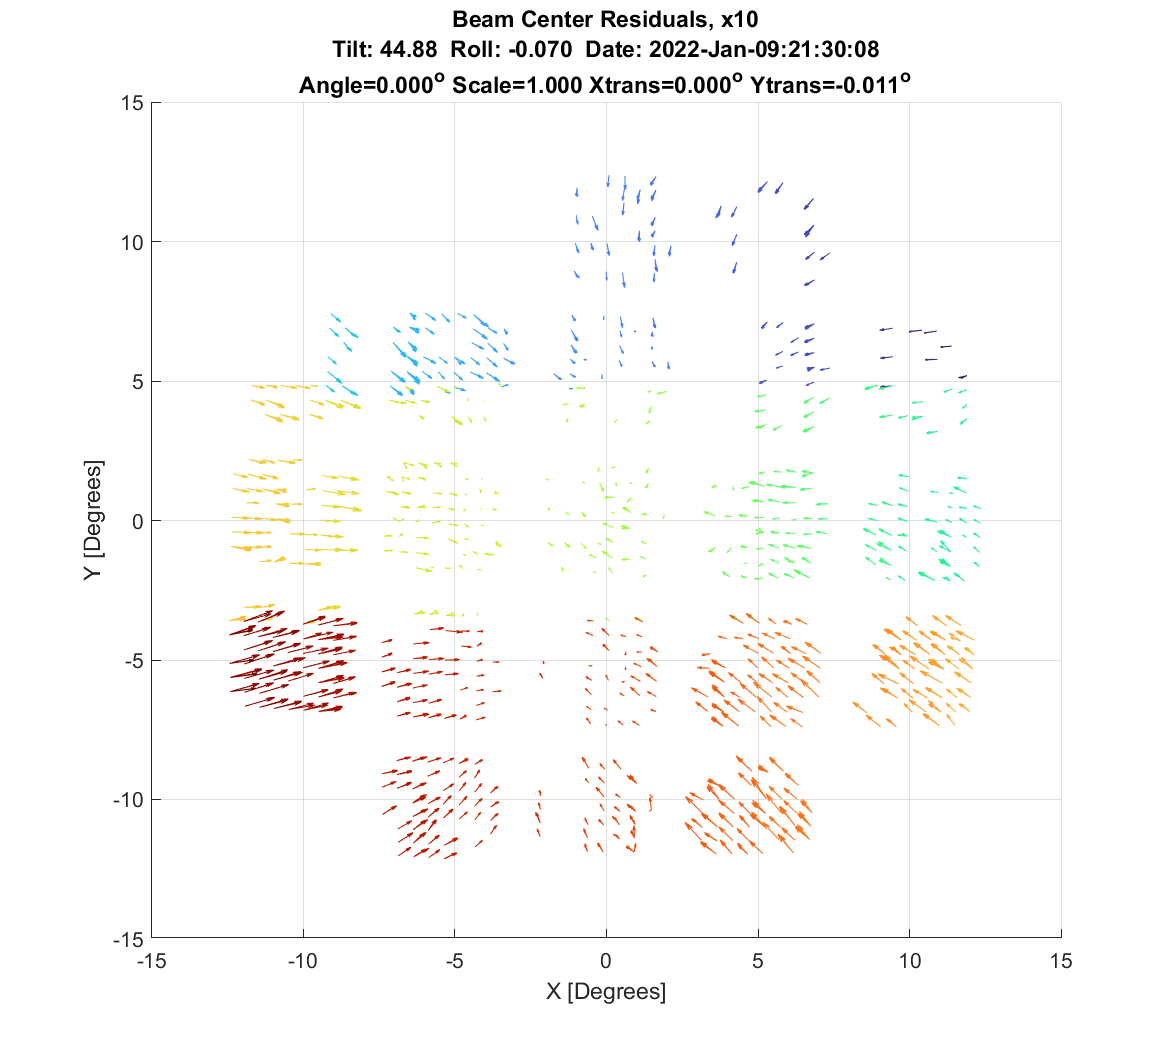 Beam Center Residuals, x10
Tilt: 44.88 Roll: -0.070 Date: 2022-Jan-09:21:30:08
Angle=0.000° Scale=1.000 Xtrans=0.000° Ytrans=-0.011°
15
10
5
0
-5
-10
-15
Y [Degrees]
-15 -10 -5 0 5 10 15
X [Degrees]